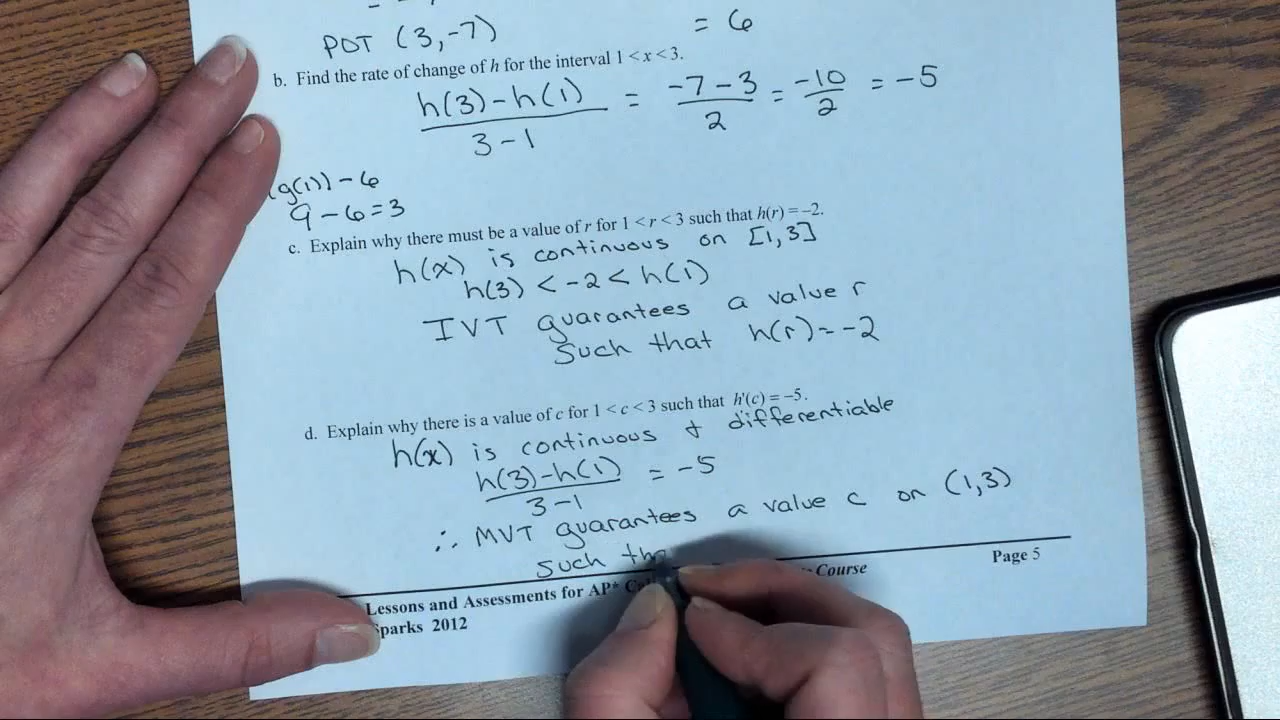 POT (3,-7)
= 6
b. Find the rate of change of h for the interval 1 < x < 3.
h(3)-h(1) / 3-1 = -7-3 / 2 = -10 / 2 = -5
(g(1))-6
9-6=3
c. Explain why there must be a value of r for 1 < r < 3 such that h(r) = –2.
h(x) is continuous on [1,3]
h(3) < -2 < h(1)
IVT guarantees a value r
such that h(r)=-2
d. Explain why there is a value of c for 1 < c < 3 such that h'(c) = –5.
h(x) is continuous + differentiable
h(3)-h(1) / 3-1 = -5
∴ MVT guarantees a value c on (1,3)
such tha
Lessons and Assessments for AP* Course
Page 5
Sparks 2012